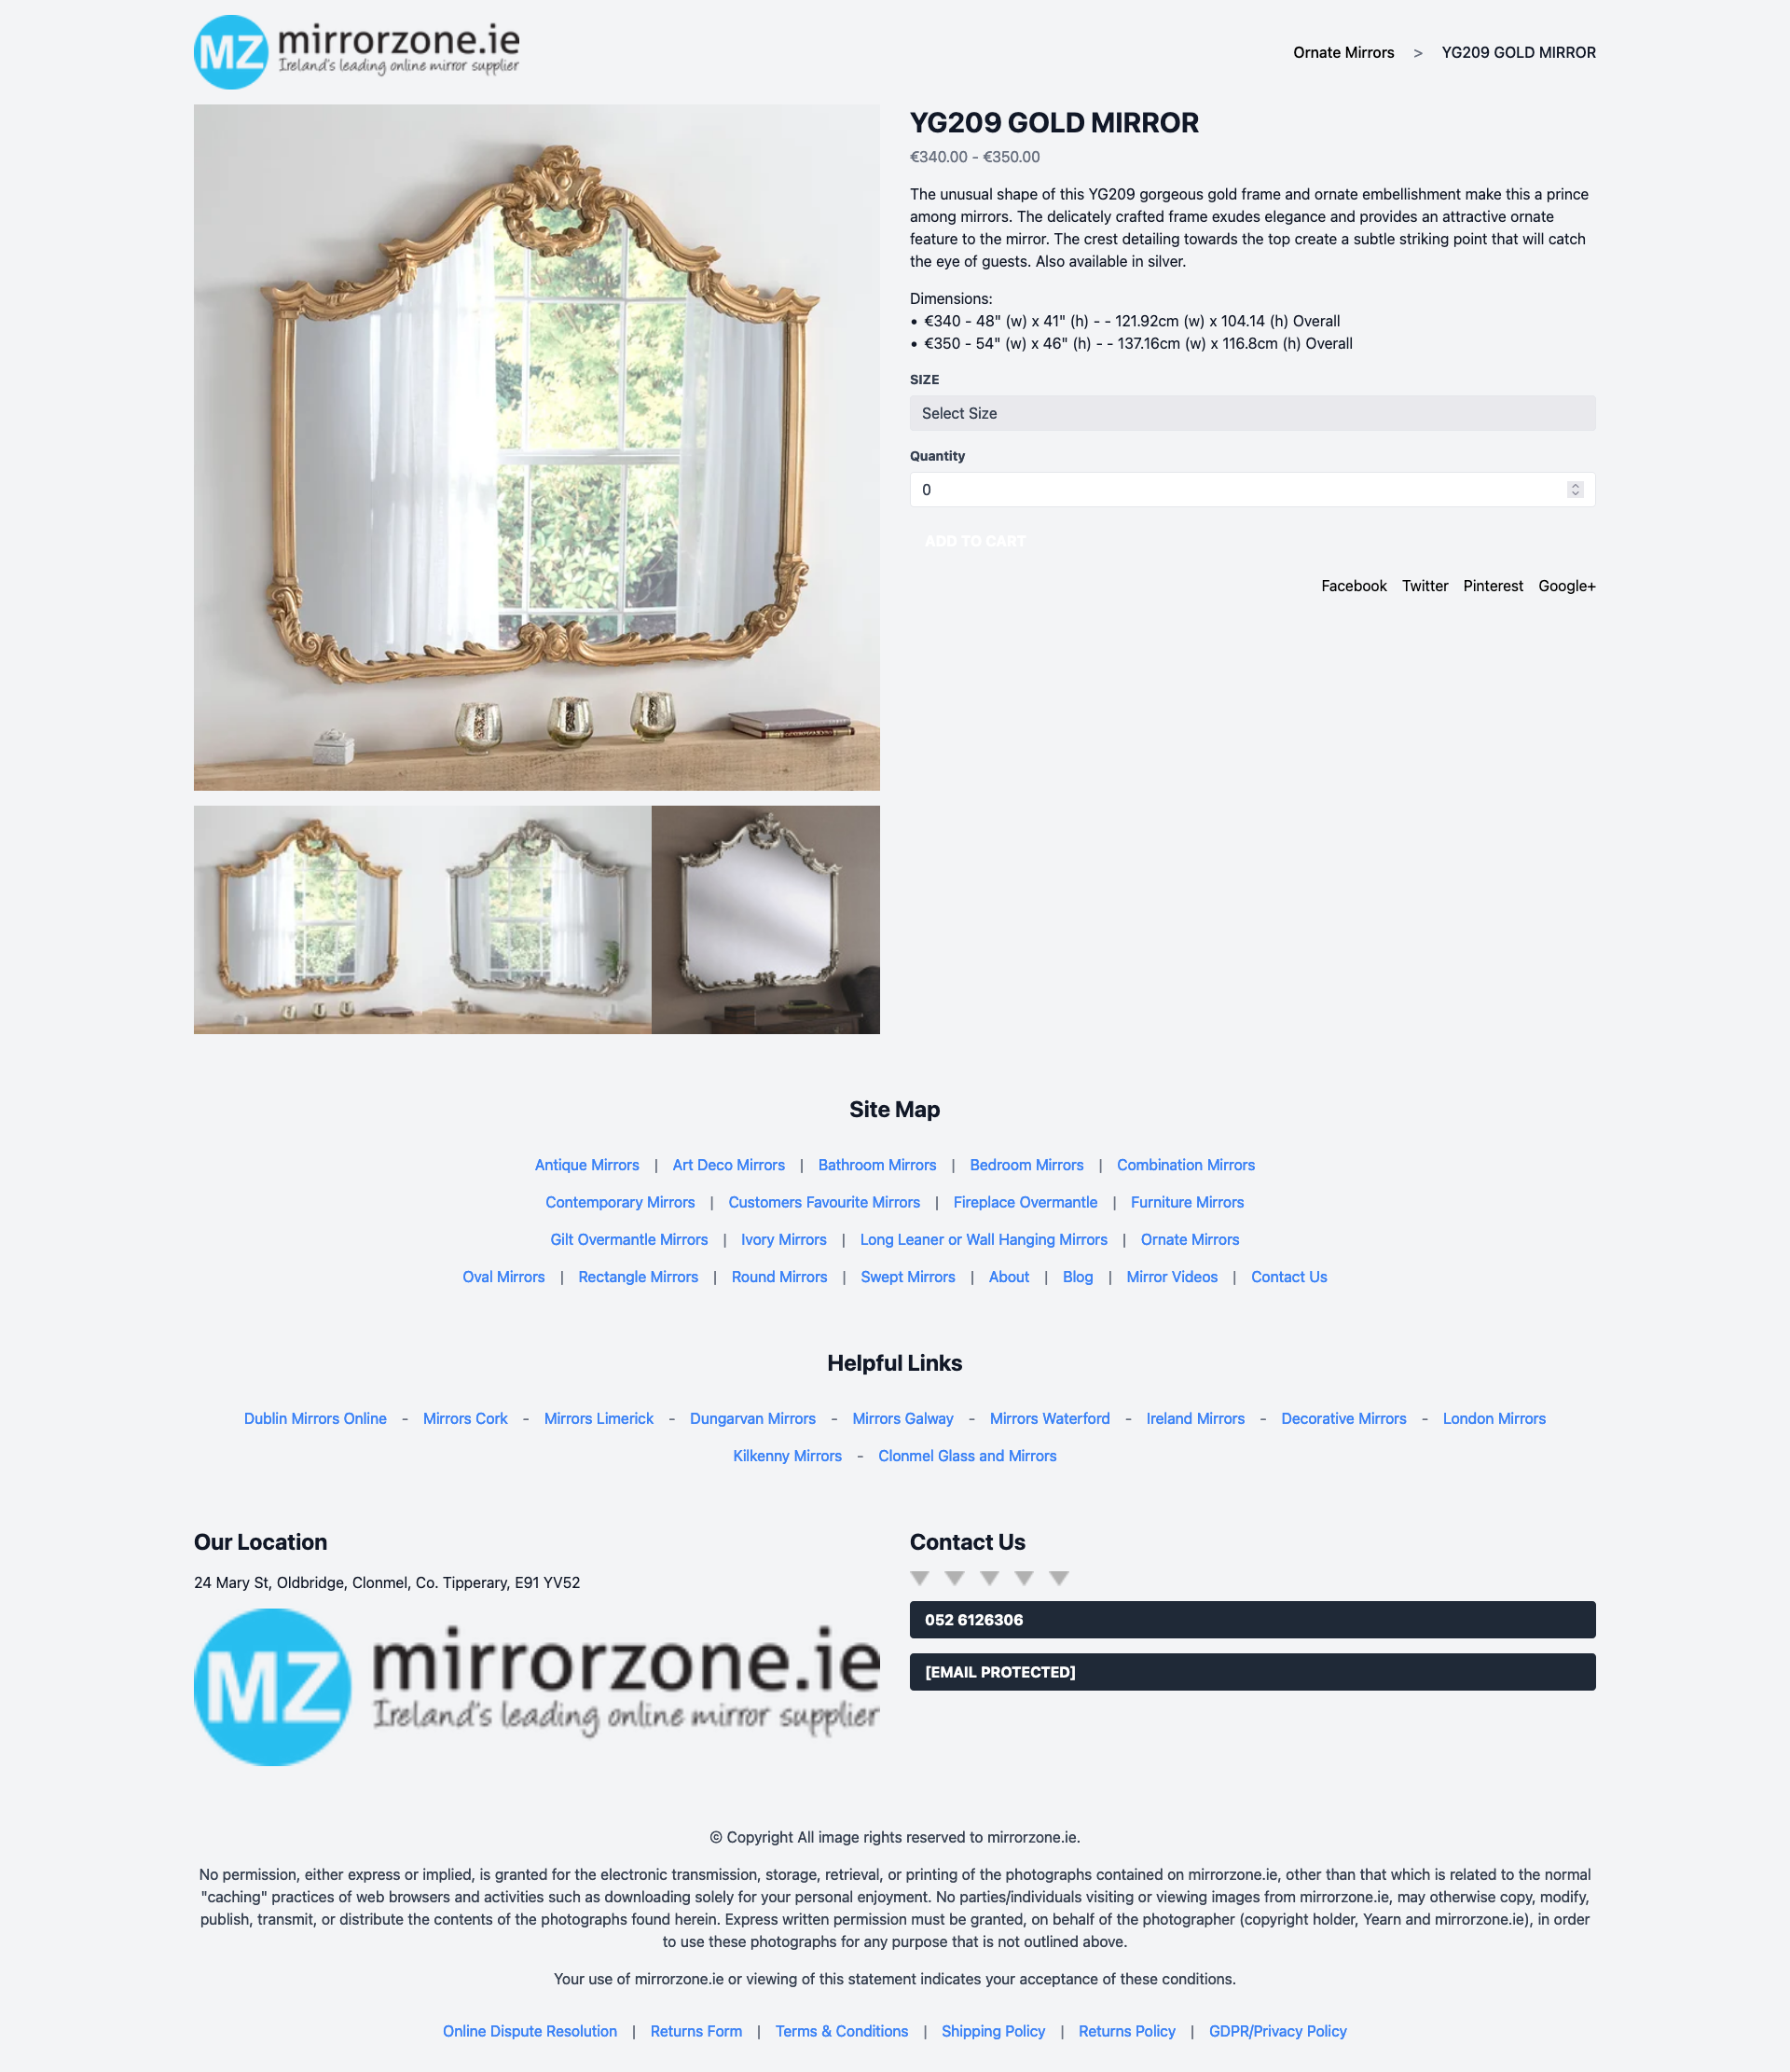 MZ mirrorzone.ie
Ireland's leading online mirror supplier
Ornate Mirrors > YG209 GOLD MIRROR
YG209 GOLD MIRROR
€340.00 - €350.00
The unusual shape of this YG209 gorgeous gold frame and ornate embellishment make this a prince
among mirrors. The delicately crafted frame exudes elegance and provides an attractive ornate
feature to the mirror. The crest detailing towards the top create a subtle striking point that will catch
the eye of guests. Also available in silver.
Dimensions:
• €340 - 48" (w) x 41" (h) - - 121.92cm (w) x 104.14 (h) Overall
• €350 - 54" (w) x 46" (h) - - 137.16cm (w) x 116.8cm (h) Overall
SIZE
Select Size
Quantity
0
ADD TO CART
Facebook Twitter Pinterest Google+
Site Map
Antique Mirrors | Art Deco Mirrors | Bathroom Mirrors | Bedroom Mirrors | Combination Mirrors
Contemporary Mirrors | Customers Favourite Mirrors | Fireplace Overmantle | Furniture Mirrors
Gilt Overmantle Mirrors | Ivory Mirrors | Long Leaner or Wall Hanging Mirrors | Ornate Mirrors
Oval Mirrors | Rectangle Mirrors | Round Mirrors | Swept Mirrors | About | Blog | Mirror Videos | Contact Us
Helpful Links
Dublin Mirrors Online - Mirrors Cork - Mirrors Limerick - Dungarvan Mirrors - Mirrors Galway - Mirrors Waterford - Ireland Mirrors - Decorative Mirrors - London Mirrors
Kilkenny Mirrors - Clonmel Glass and Mirrors
Our Location
24 Mary St, Oldbridge, Clonmel, Co. Tipperary, E91 YV52
MZ mirrorzone.ie
Ireland's leading online mirror supplier
Contact Us
052 6126306
[EMAIL PROTECTED]
© Copyright All image rights reserved to mirrorzone.ie.
No permission, either express or implied, is granted for the electronic transmission, storage, retrieval, or printing of the photographs contained on mirrorzone.ie, other than that which is related to the normal
"caching" practices of web browsers and activities such as downloading solely for your personal enjoyment. No parties/individuals visiting or viewing images from mirrorzone.ie, may otherwise copy, modify,
publish, transmit, or distribute the contents of the photographs found herein. Express written permission must be granted, on behalf of the photographer (copyright holder, Yearn and mirrorzone.ie), in order
to use these photographs for any purpose that is not outlined above.
Your use of mirrorzone.ie or viewing of this statement indicates your acceptance of these conditions.
Online Dispute Resolution | Returns Form | Terms & Conditions | Shipping Policy | Returns Policy | GDPR/Privacy Policy